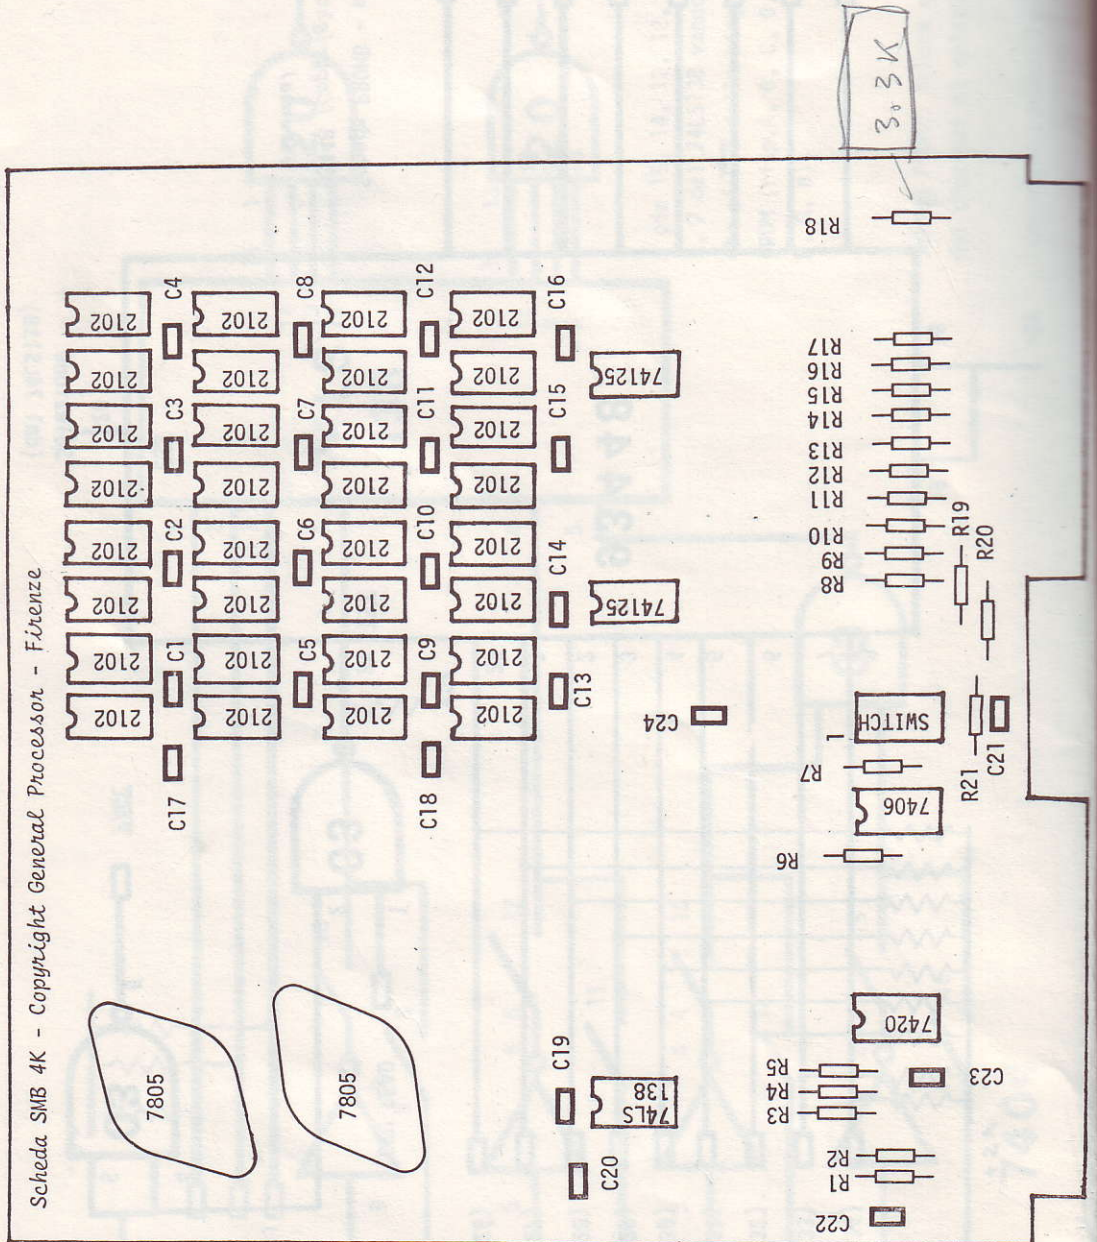 Scheda SMB 4K - Copyright General Processor - Firenze
3.3K
R18
2102 C4 2102 C8 2102 C12 2102 C16
2102 2102 2102 2102 74125
2102 C3 2102 C7 2102 C11 2102 C15
2102 2102 2102 2102
2102 C2 2102 C6 2102 C10 2102 C14
2102 2102 2102 2102 74125
2102 C1 2102 C5 2102 C9 2102 C13
2102 2102 2102 2102
C17
C18
R17
R16
R15
R14
R13
R12
R11
R10
R9
R8
R19
R20
C24
1 SWITCH
R7
R21
C21
7406
R6
7805
7805
C19
74LS
138
C20
7420
R5
R4
R3
C23
R2
R1
C22